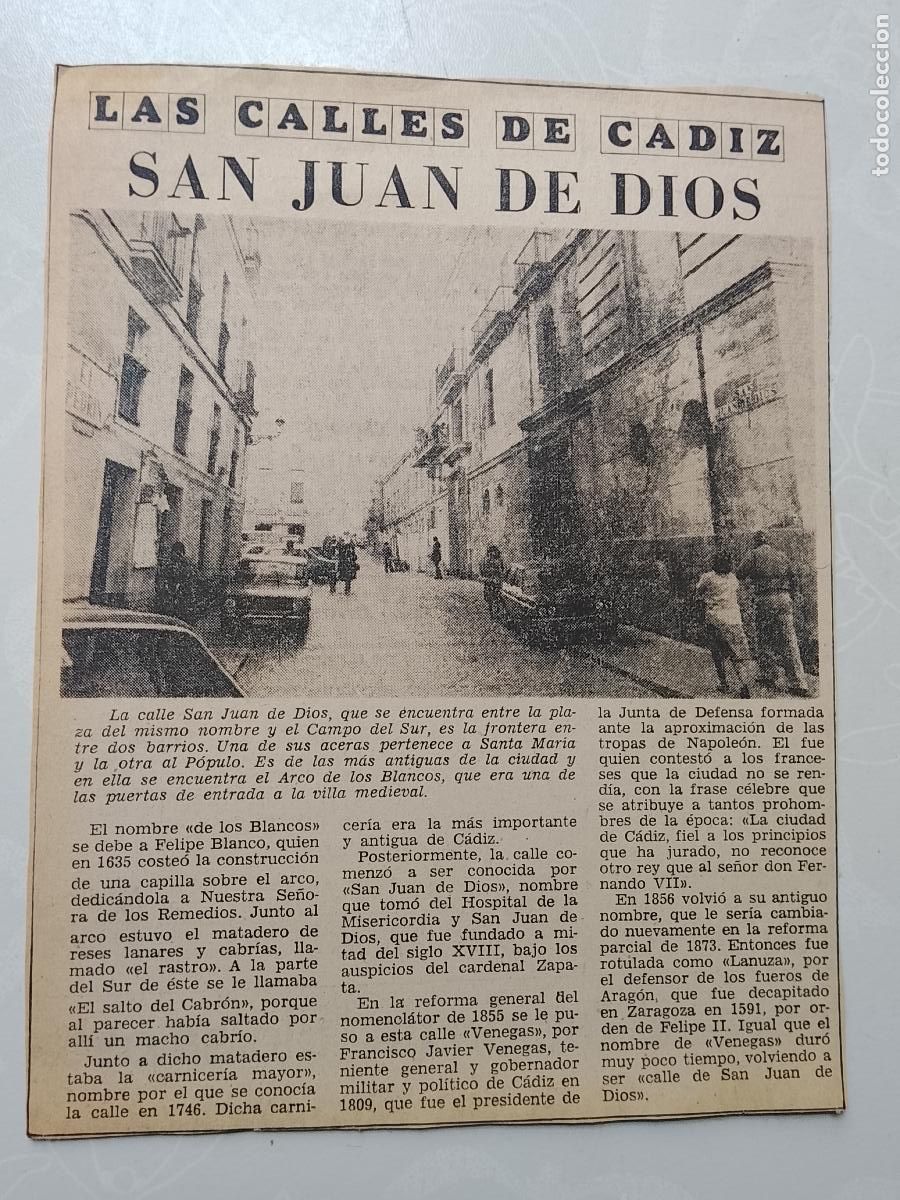 LAS CALLES DE CADIZ
SAN JUAN DE DIOS
SAN
JUAN DE DIOS
La calle San Juan de Dios, que se encuentra entre la pla-
za del mismo nombre y el Campo del Sur, es la frontera en-
tre dos barrios. Una de sus aceras pertenece a Santa María
y la otra al Pópulo. Es de las más antiguas de la ciudad y
en ella se encuentra el Arco de los Blancos, que era una de
las puertas de entrada a la villa medieval.
El nombre «de los Blancos»
se debe a Felipe Blanco, quien
en 1635 costeó la construcción
de una capilla sobre el arco,
dedicándola a Nuestra Seño-
ra de los Remedios. Junto al
arco estuvo el matadero de
reses lanares y cabrías, lla-
mado «el rastro». A la parte
del Sur de éste se le llamaba
«El salto del Cabrón», porque
al parecer había saltado por
allí un macho cabrío.
Junto a dicho matadero es-
taba la «carnicería mayor»,
nombre por el que se conocía
la calle en 1746. Dicha carni-
cería era la más importante
y antigua de Cádiz.
Posteriormente, la calle co-
menzó a ser conocida por
«San Juan de Dios», nombre
que tomó del Hospital de la
Misericordia y San Juan de
Dios, que fue fundado a mi-
tad del siglo XVIII, bajo los
auspicios del cardenal Zapa-
ta.
En la reforma general del
nomenclátor de 1855 se le pu-
so a esta calle «Venegas», por
Francisco Javier Venegas, te-
niente general y gobernador
militar y político de Cádiz en
1809, que fue el presidente de
la Junta de Defensa formada
ante la aproximación de las
tropas de Napoleón. El fue
quien contestó a los france-
ses que la ciudad no se ren-
día, con la frase célebre que
se atribuye a tantos prohom-
bres de la época: «La ciudad
de Cádiz, fiel a los principios
que ha jurado, no reconoce
otro rey que al señor don Fer-
nando VII».
En 1856 volvió a su antiguo
nombre, que le sería cambia-
do nuevamente en la reforma
parcial de 1873. Entonces fue
rotulada como «Lanuza», por
el defensor de los fueros de
Aragón, que fue decapitado
en Zaragoza en 1591, por or-
den de Felipe II. Igual que el
nombre de «Venegas» duró
muy poco tiempo, volviendo a
ser «calle de San Juan de
Dios».
todocoleccion